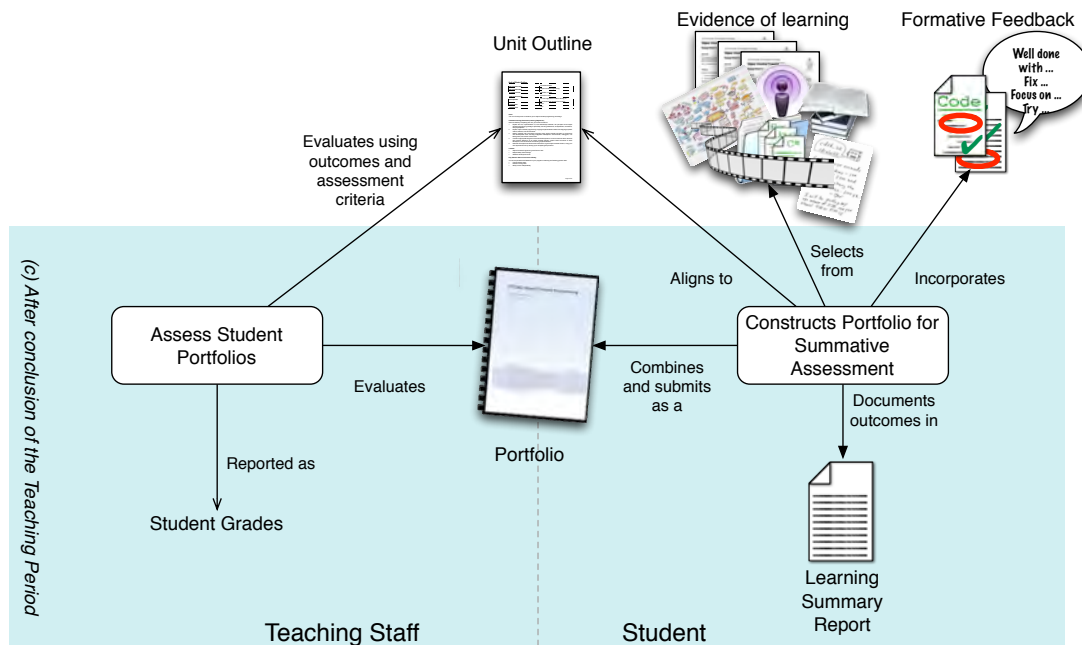 Evidence of learning
Formative Feedback
Unit Outline
Well done
with ...
Fix ...
Focus on ...
Try ...
Code
Evaluates using
outcomes and
assessment
criteria
Selects
from
Aligns to
Incorporates
(c) After conclusion of the Teaching Period
Assess Student
Portfolios
Constructs Portfolio for
Summative
Assessment
Evaluates
Combines
and submits
as a
Documents
outcomes in
Portfolio
Reported as
Student Grades
Learning
Summary
Report
Teaching Staff
Student